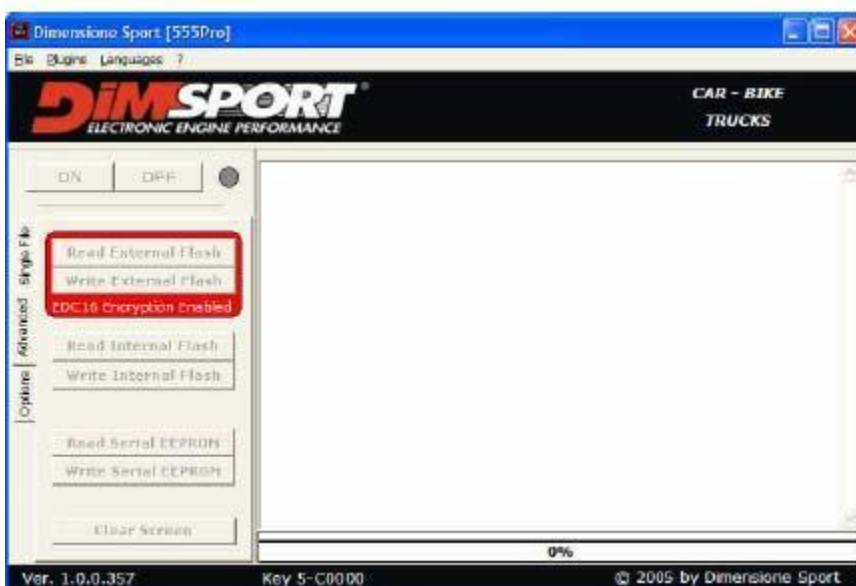 Dimensione Sport [555Pro]
File Plugins Languages ?
DIMSPORT®
ELECTRONIC ENGINE PERFORMANCE
CAR - BIKE
TRUCKS
ON OFF
Single File
Advanced
Options
Read External Flash
Write External Flash
EDC16 Encryption Enabled
Read Internal Flash
Write Internal Flash
Read Serial EEPROM
Write Serial EEPROM
Clear Screen
0%
Ver. 1.0.0.357 Key 5-C0000 © 2005 by Dimensione Sport